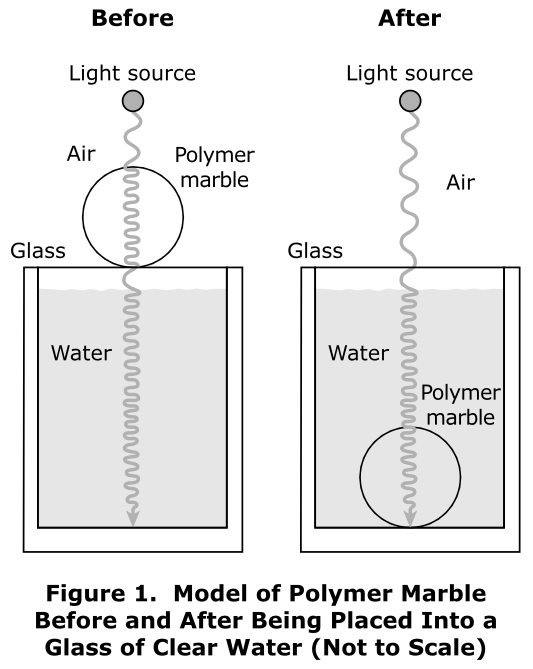 Before
Light source
Air
Polymer
marble
Glass
Water
After
Light source
Air
Glass
Water
Polymer
marble
Figure 1.  Model of Polymer Marble
Before and After Being Placed Into a
Glass of Clear Water (Not to Scale)